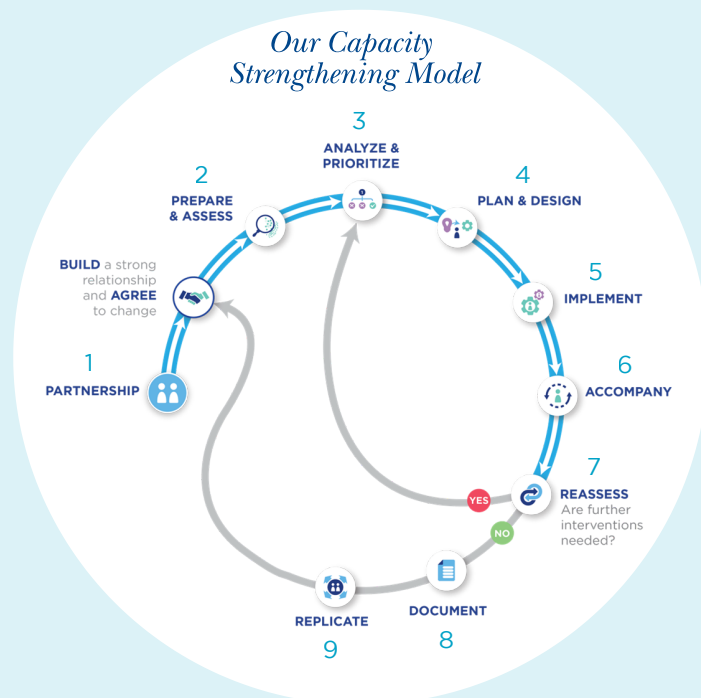 Our Capacity
Strengthening Model
1
PARTNERSHIP
BUILD a strong
relationship
and AGREE
to change
2
PREPARE
& ASSESS
3
ANALYZE &
PRIORITIZE
4
PLAN & DESIGN
5
IMPLEMENT
6
ACCOMPANY
7
REASSESS
Are further
interventions
needed?
YES
NO
DOCUMENT
8
REPLICATE
9